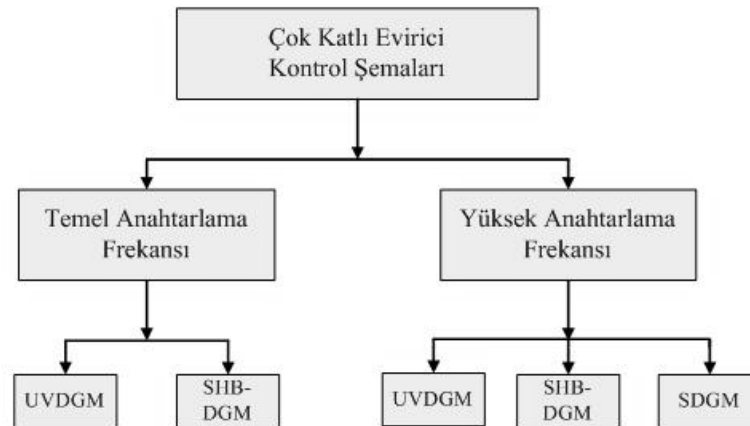 Çok Katlı Evirici
Kontrol Şemaları
Temel Anahtarlama
Frekansı
Yüksek Anahtarlama
Frekansı
UVDGM
SHB-
DGM
UVDGM
SHB-
DGM
SDGM